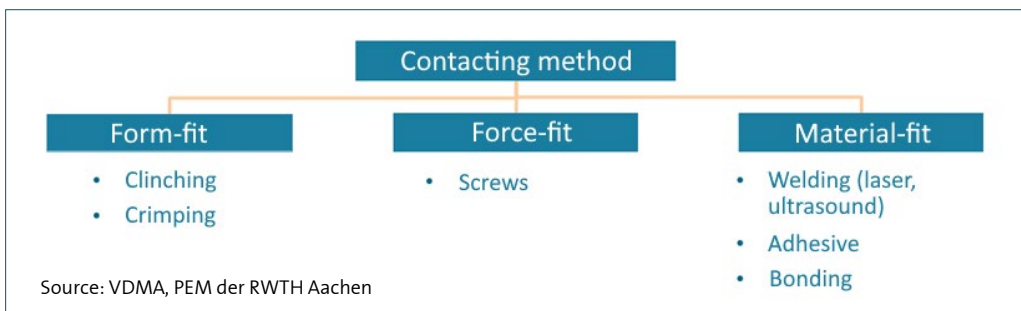 Contacting method
Form-fit
• Clinching
• Crimping
Force-fit
• Screws
Material-fit
• Welding (laser,
ultrasound)
• Adhesive
• Bonding
Source: VDMA, PEM der RWTH Aachen